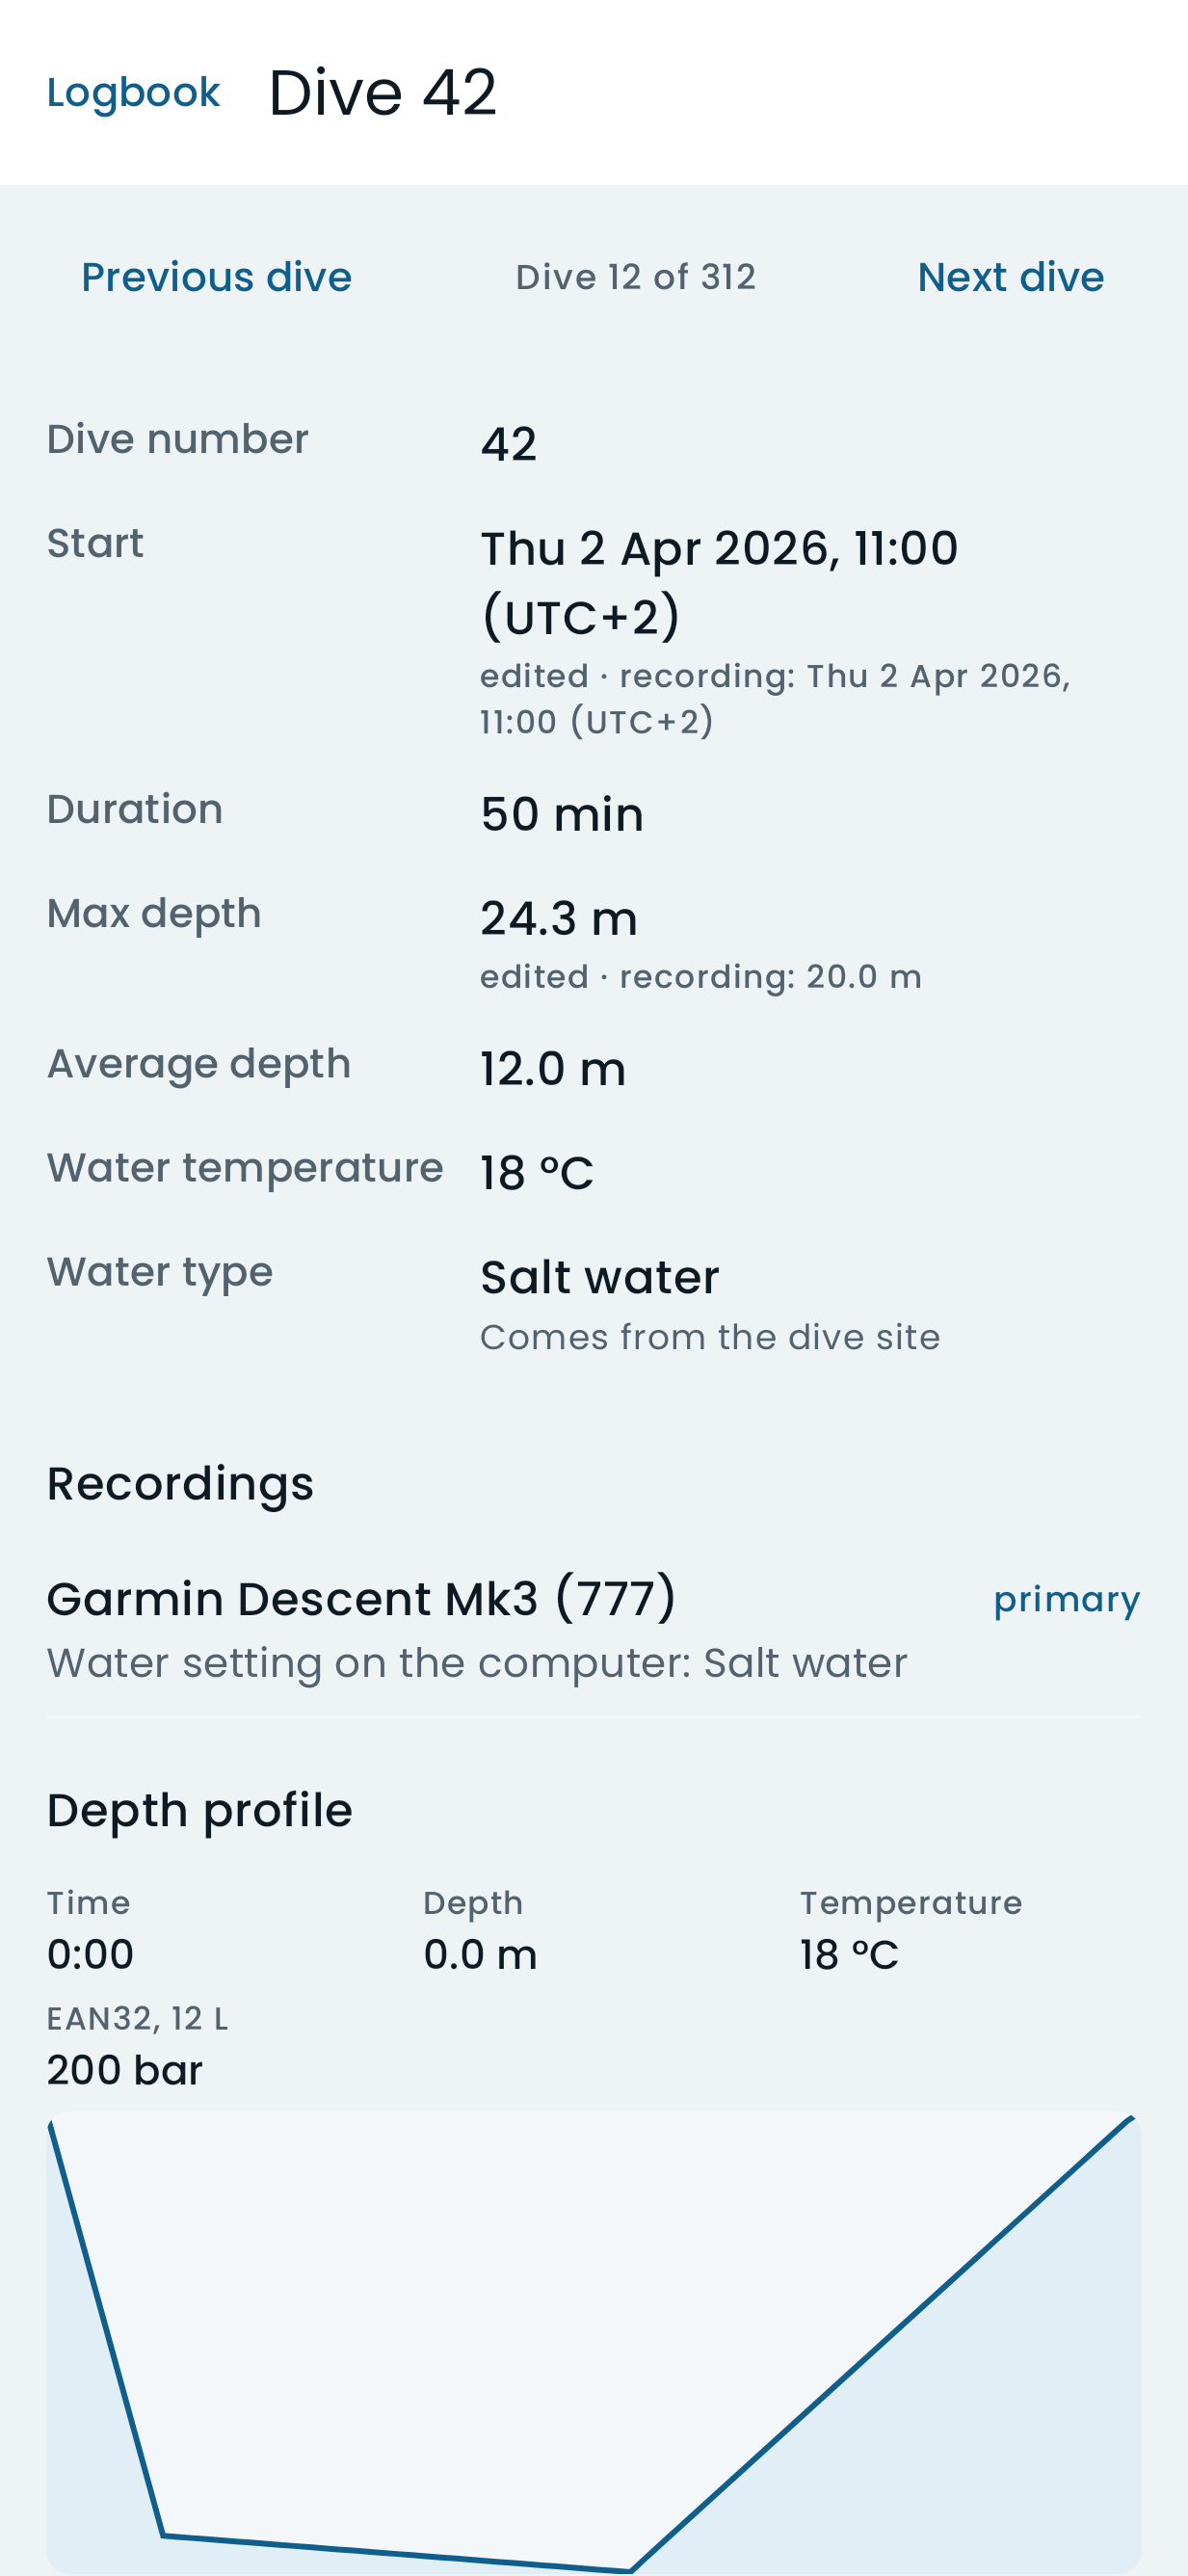 Logbook Dive 42
Previous dive Dive 12 of 312 Next dive
Dive number 42
Start Thu 2 Apr 2026, 11:00
(UTC+2)
edited · recording: Thu 2 Apr 2026,
11:00 (UTC+2)
Duration 50 min
Max depth 24.3 m
edited · recording: 20.0 m
Average depth 12.0 m
Water temperature 18 °C
Water type Salt water
Comes from the dive site
Recordings
Garmin Descent Mk3 (777) primary
Water setting on the computer: Salt water
Depth profile
Time Depth Temperature
0:00 0.0 m 18 °C
EAN32, 12 L
200 bar